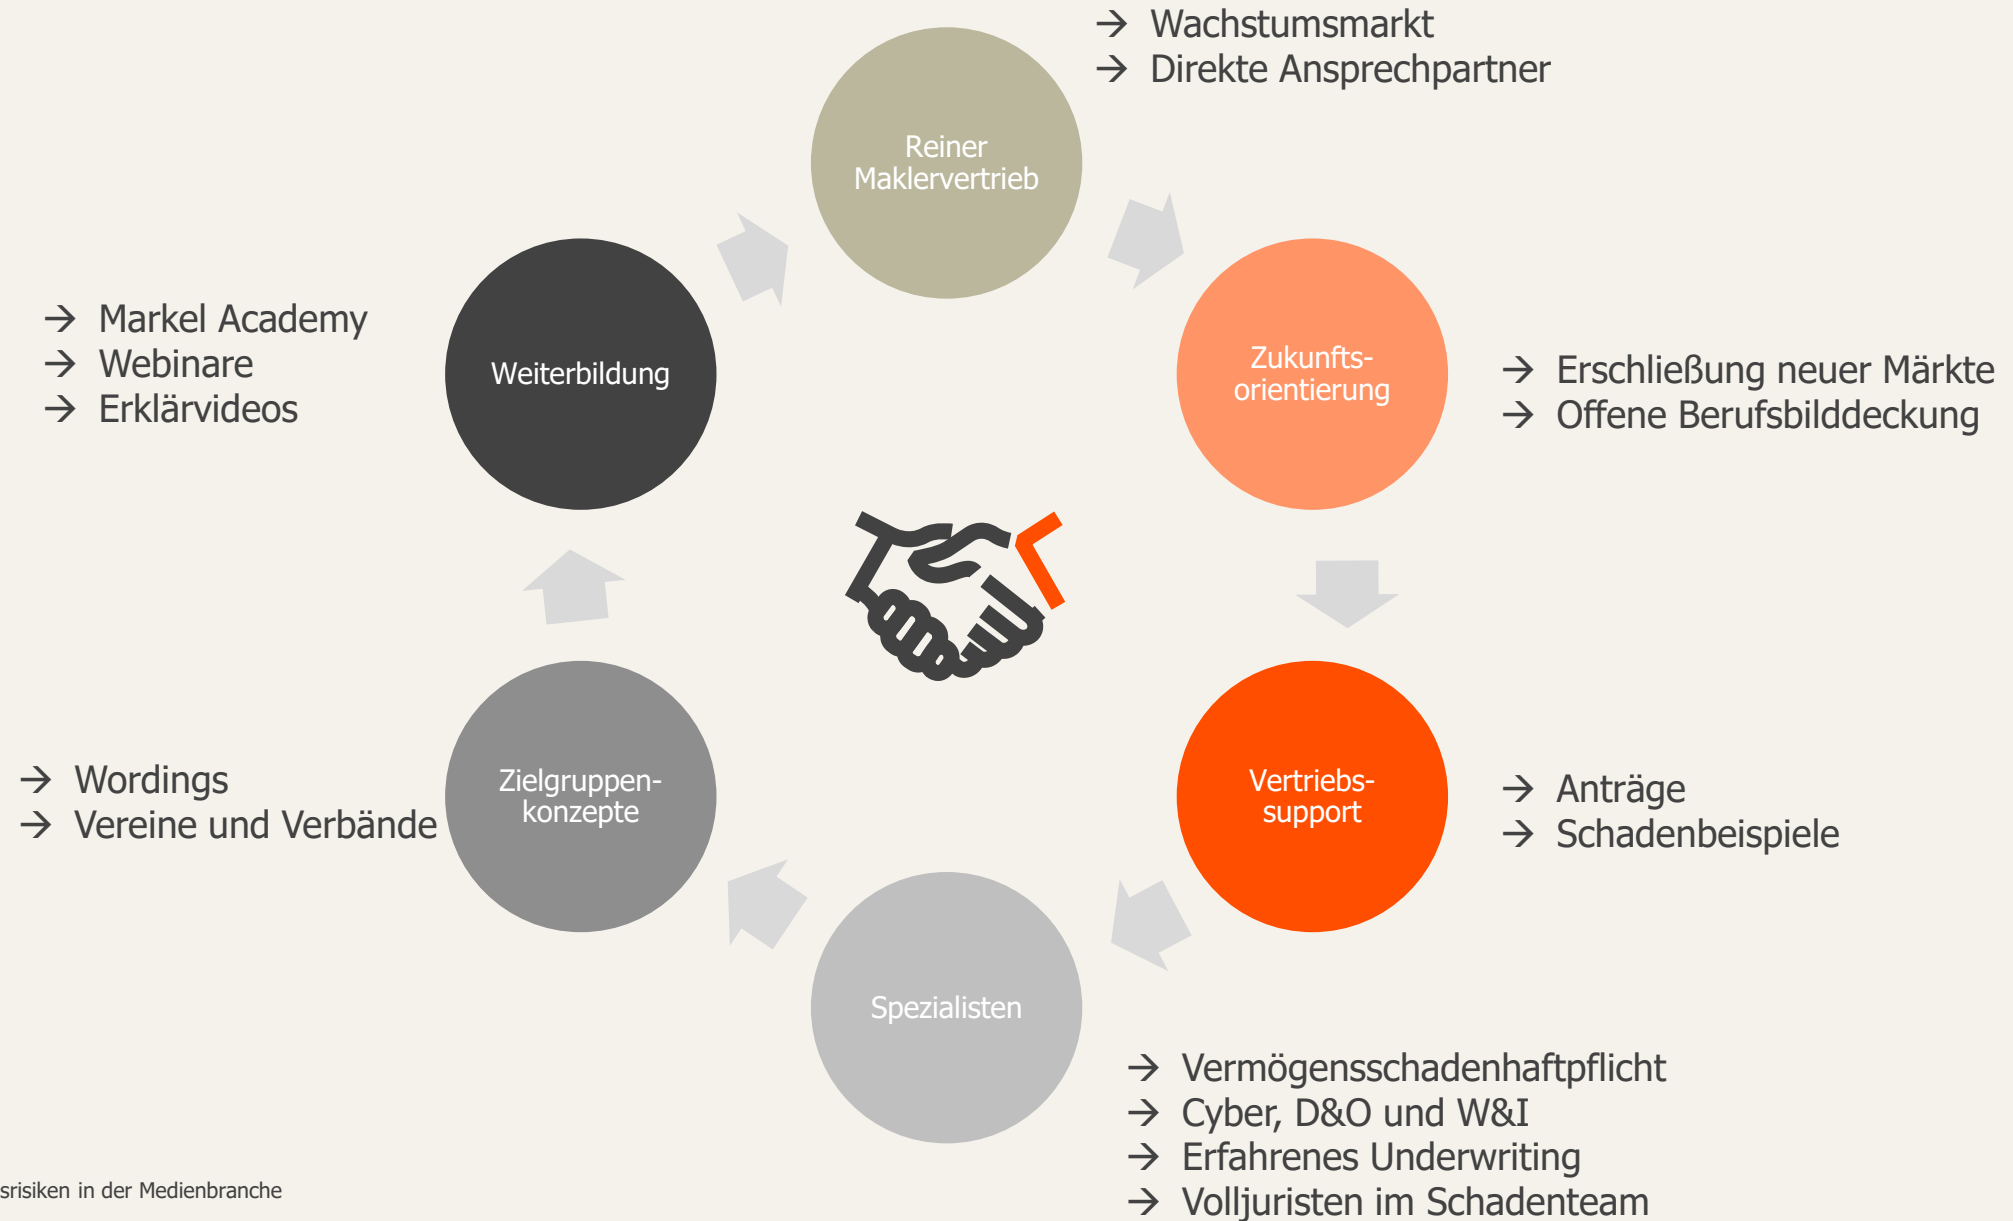 → Wachstumsmarkt
→ Direkte Ansprechpartner
Reiner
Maklervertrieb
Zukunfts-
orientierung
→ Erschließung neuer Märkte
→ Offene Berufsbilddeckung
Vertriebs-
support
→ Anträge
→ Schadenbeispiele
Spezialisten
→ Vermögensschadenhaftpflicht
→ Cyber, D&O und W&I
→ Erfahrenes Underwriting
→ Volljuristen im Schadenteam
Zielgruppen-
konzepte
→ Wordings
→ Vereine und Verbände
Weiterbildung
→ Markel Academy
→ Webinare
→ Erklärvideos
srisiken in der Medienbranche